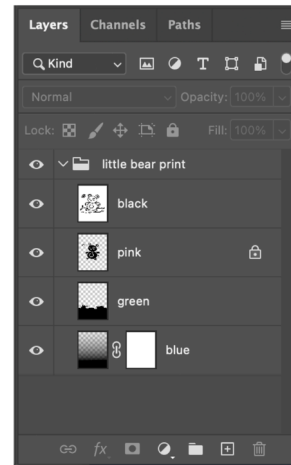 Layers Channels Paths
Kind
Normal Opacity: 100%
Lock: Fill: 100%
little bear print
black
pink
green
blue
fx